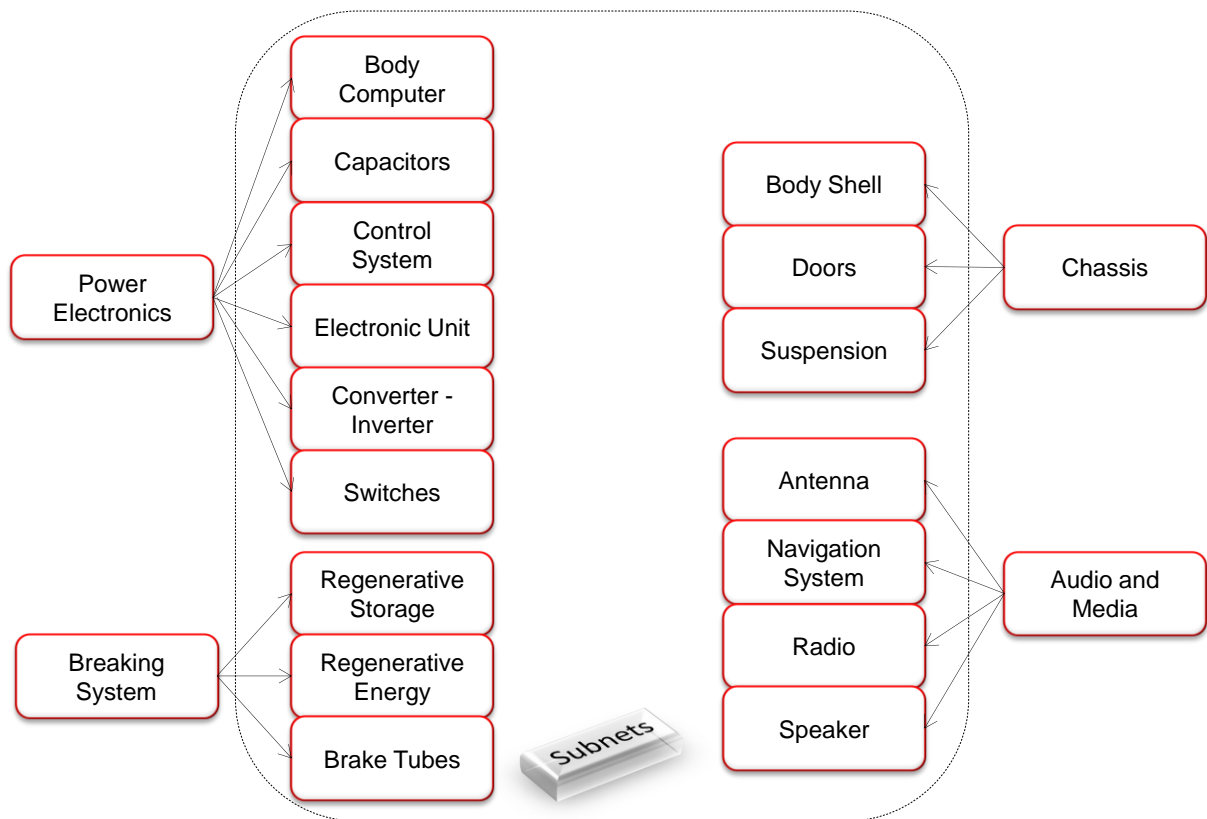 Body
Computer
Capacitors
Control
System
Electronic Unit
Converter -
Inverter
Switches
Power
Electronics
Regenerative
Storage
Regenerative
Energy
Brake Tubes
Breaking
System
Subnets
Body Shell
Doors
Suspension
Chassis
Antenna
Navigation
System
Radio
Speaker
Audio and
Media